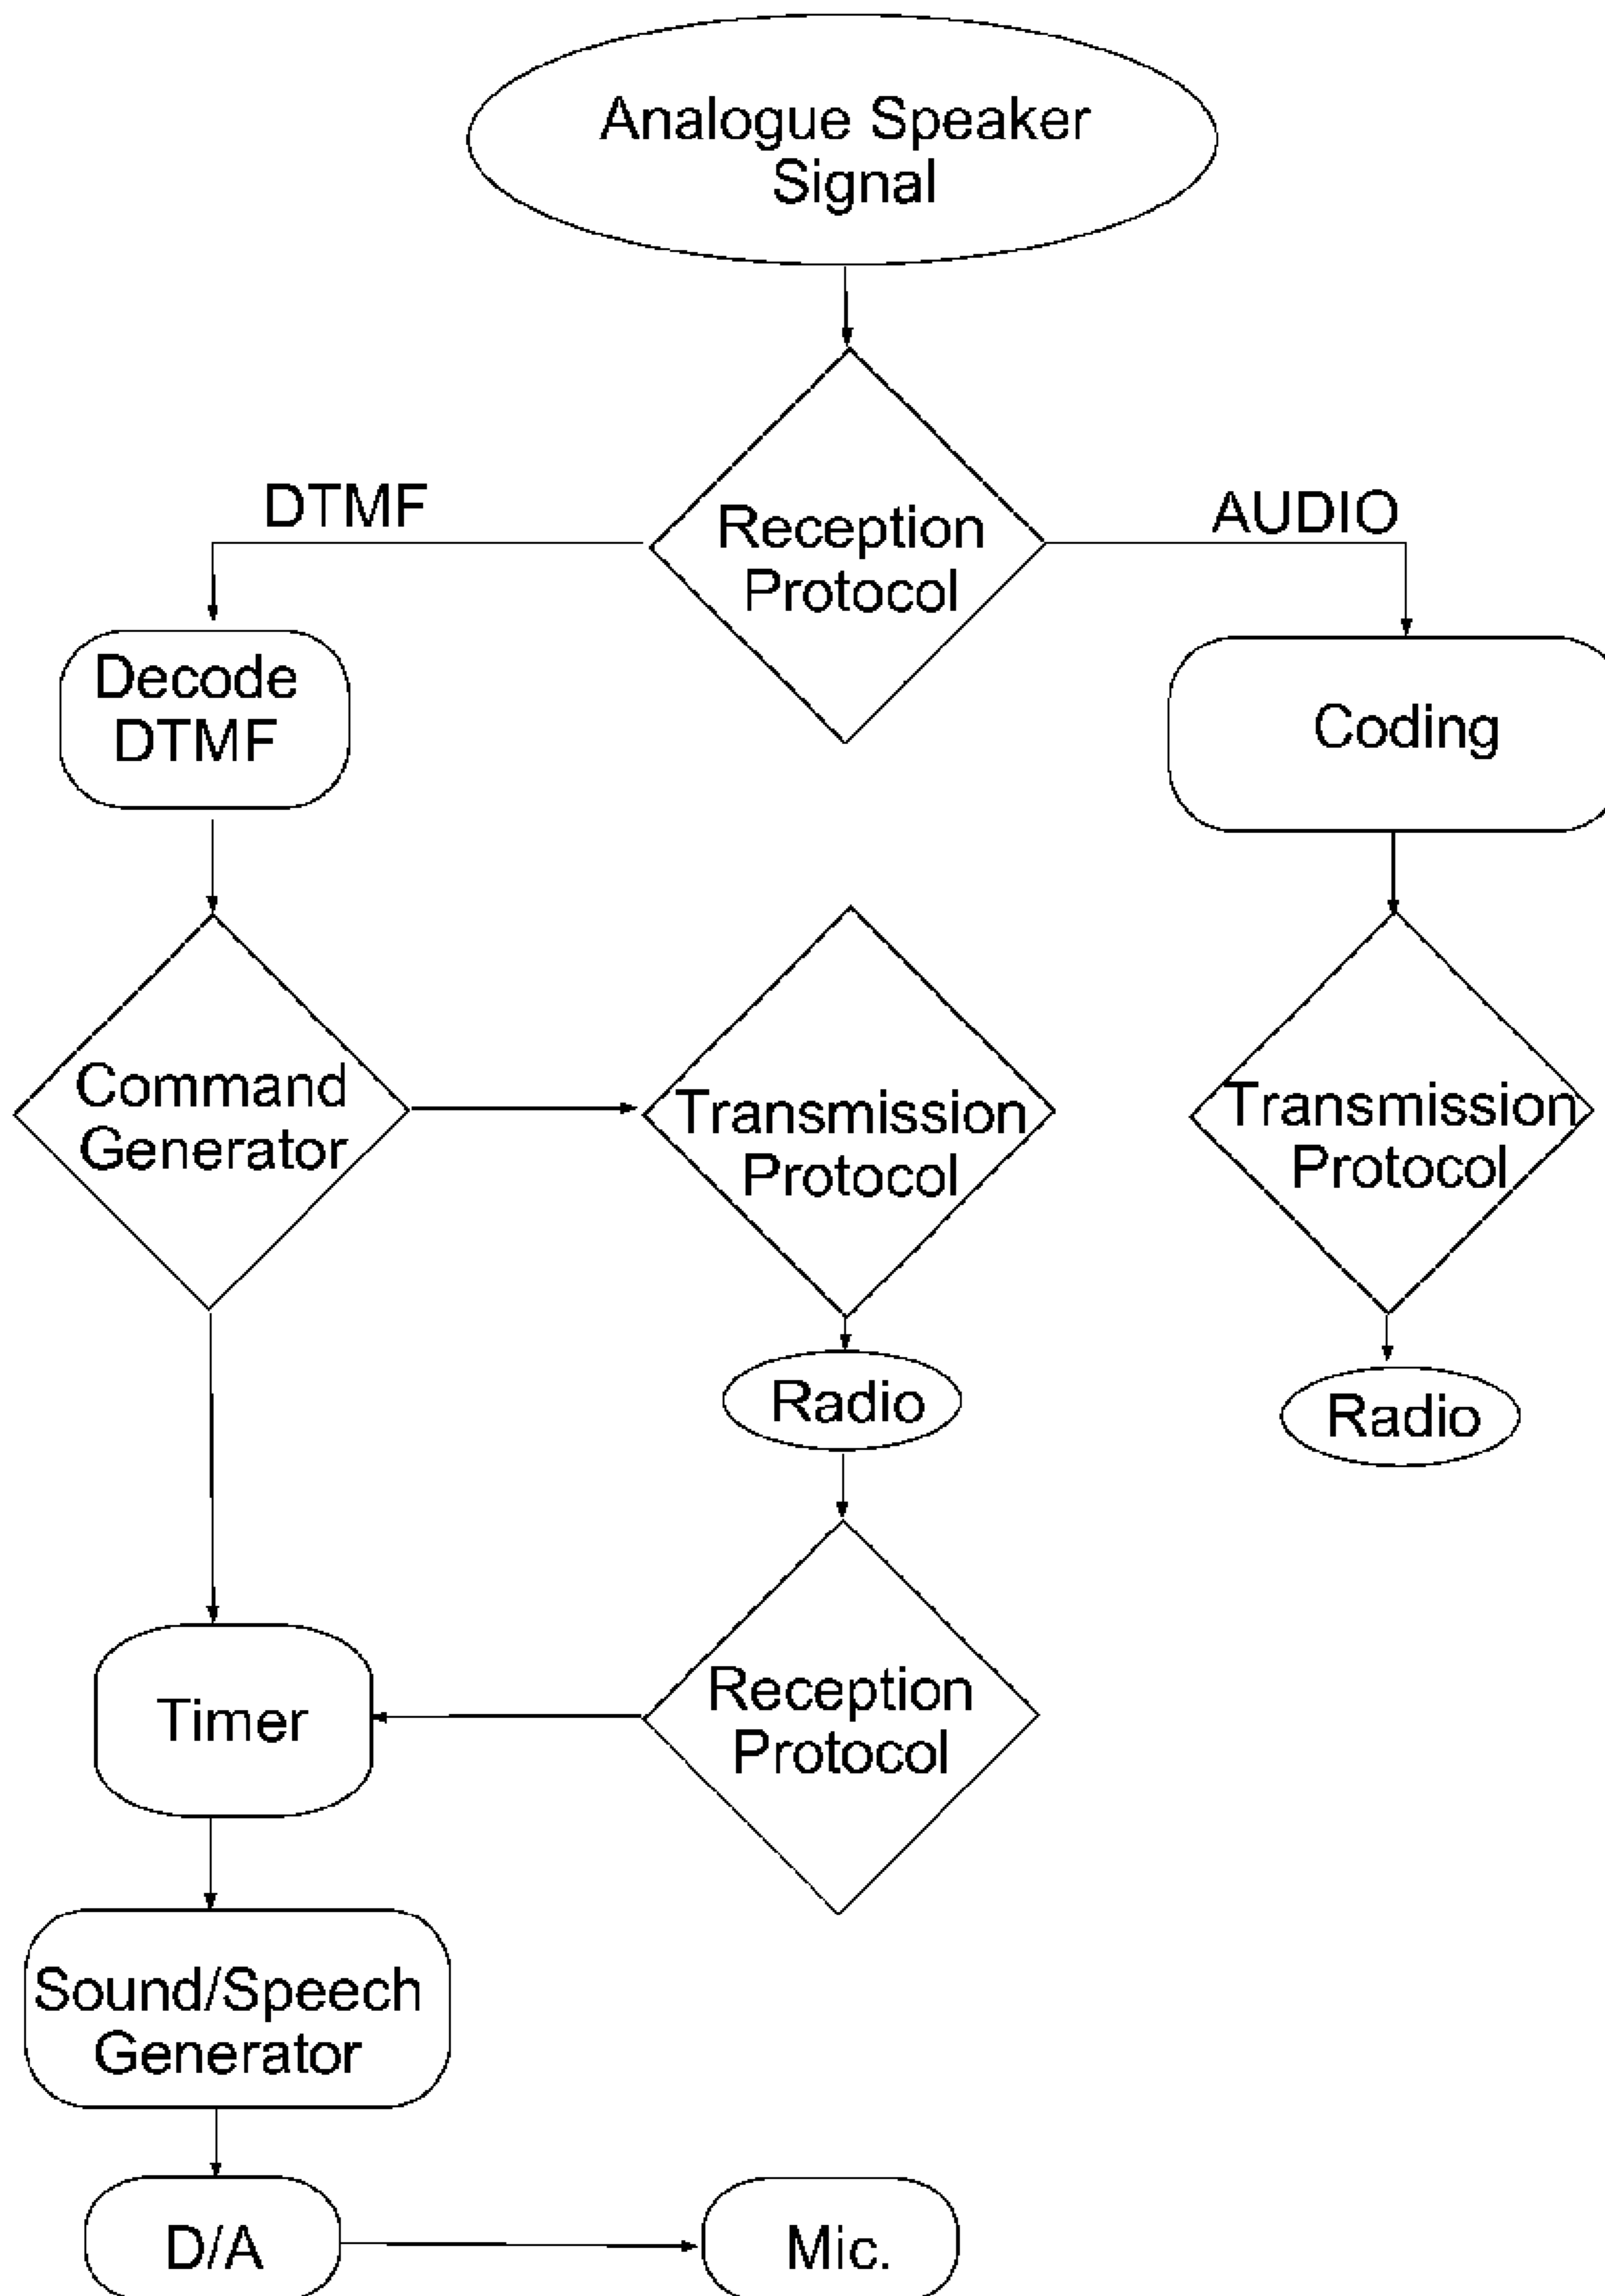 Analogue Speaker
Signal
DTMF
Reception
Protocol
AUDIO
Decode
DTMF
Coding
Command
Generator
Transmission
Protocol
Transmission
Protocol
Radio
Radio
Timer
Reception
Protocol
Sound/Speech
Generator
D/A
Mic.